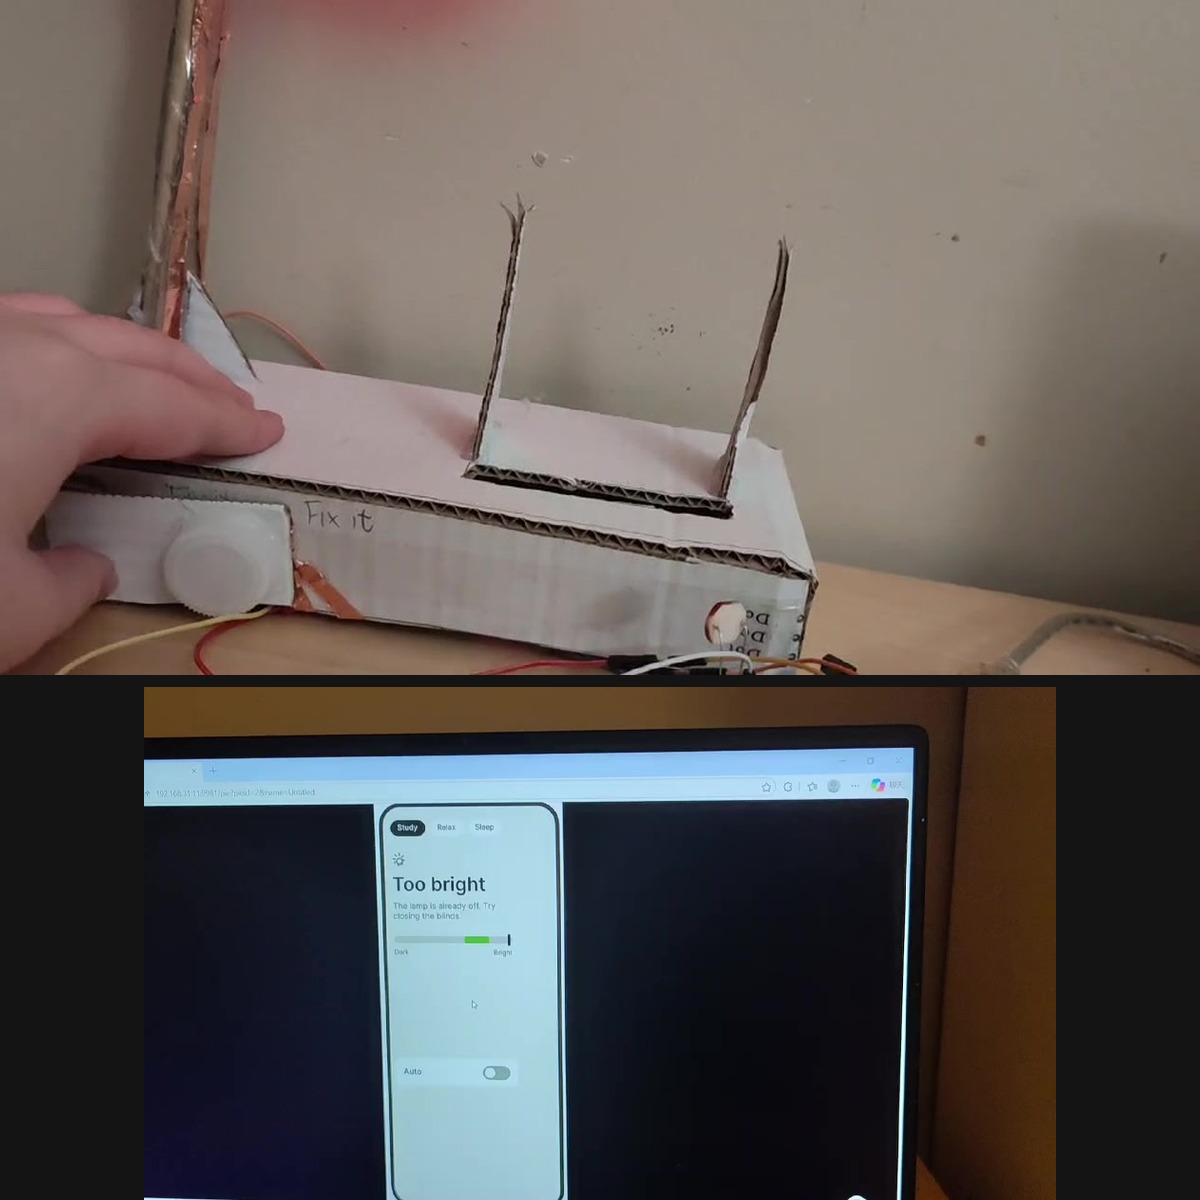 Fix it
Study
Relax
Sleep
Too bright
The lamp is already off. Try
closing the blinds.
Dark
Bright
Auto